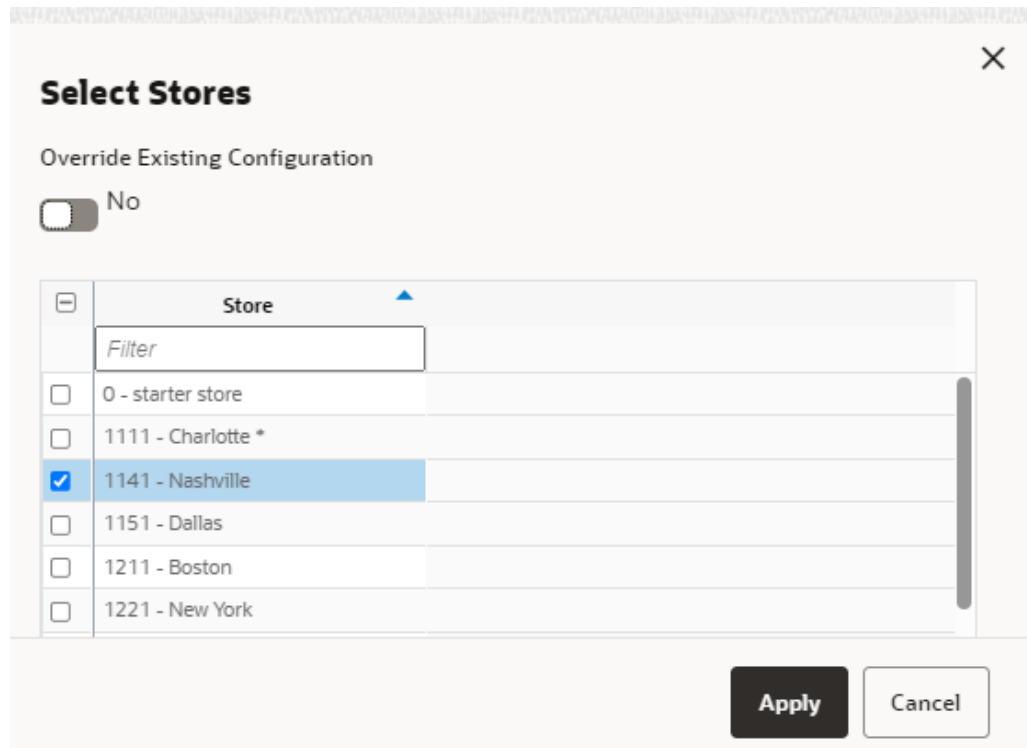 Select Stores
Override Existing Configuration
No
Store
Filter
0 - starter store
1111 - Charlotte *
1141 - Nashville
1151 - Dallas
1211 - Boston
1221 - New York
Apply
Cancel